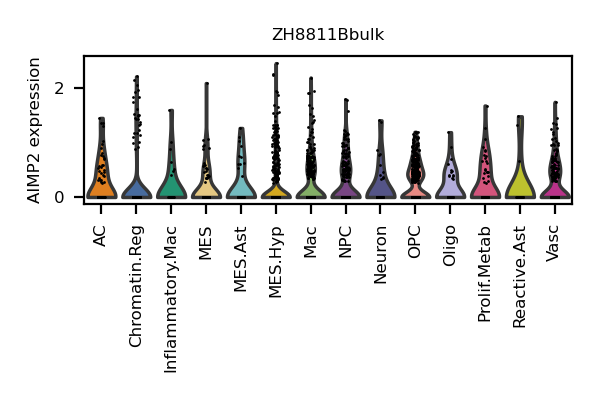 ZH8811Bbulk
AIMP2 expression
2
0
AC
Chromatin.Reg
Inflammatory.Mac
MES
MES.Ast
MES.Hyp
Mac
NPC
Neuron
OPC
Oligo
Prolif.Metab
Reactive.Ast
Vasc